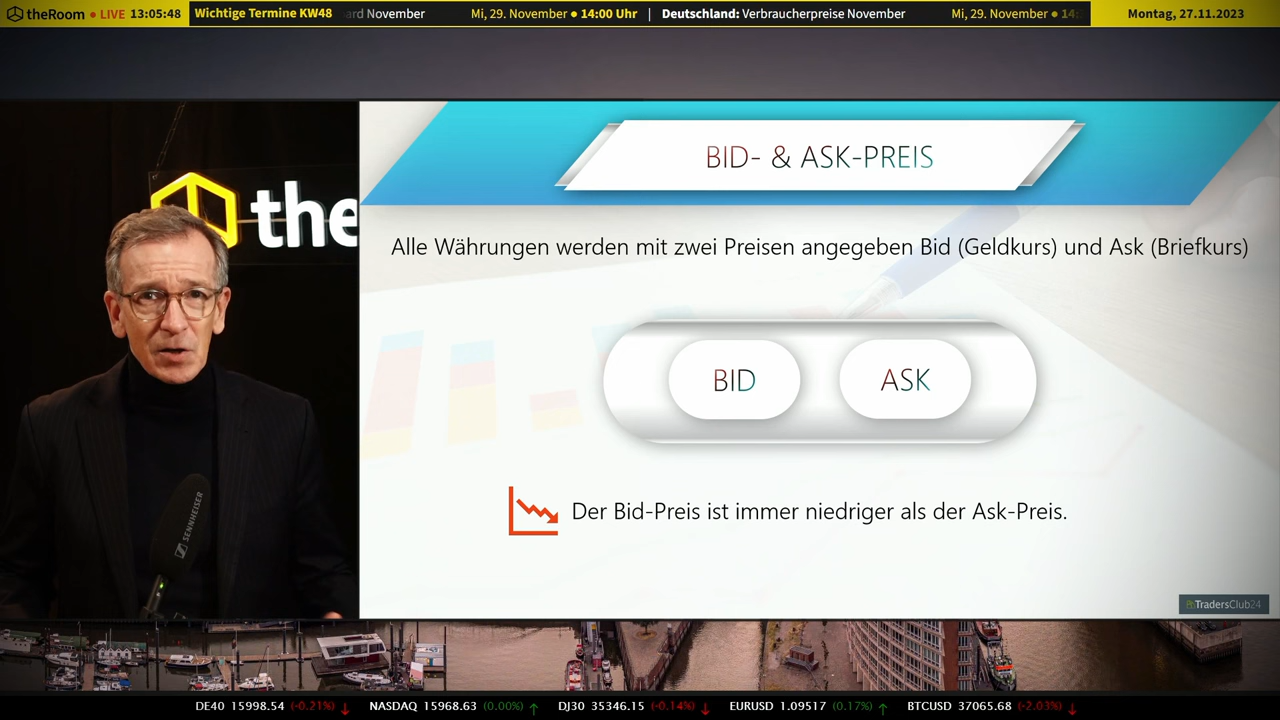 theRoom ● LIVE 13:05:48 Wichtige Termine KW48 ard November Mi, 29. November ● 14:00 Uhr | Deutschland: Verbraucherpreise November Mi, 29. November ● 14: Montag, 27.11.2023
the
BID- & ASK-PREIS
Alle Währungen werden mit zwei Preisen angegeben Bid (Geldkurs) und Ask (Briefkurs)
BID ASK
Der Bid-Preis ist immer niedriger als der Ask-Preis.
SENNHEISER
TradersClub24
DE40 15998.54 (-0.21%) ↓ NASDAQ 15968.63 (0.00%) ↑ DJ30 35346.15 (-0.14%) ↓ EURUSD 1.09517 (0.17%) ↑ BTCUSD 37065.68 (-2.03%) ↓